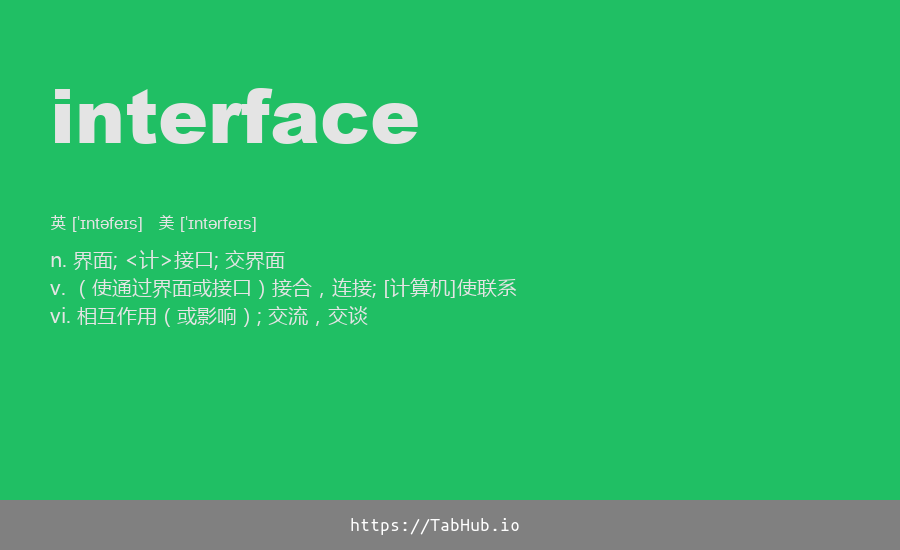 interface
英 [ˈɪntəfeɪs] 美 [ˈɪntərfeɪs]
n. 界面; <计>接口; 交界面
v. （使通过界面或接口）接合，连接; [计算机]使联系
vi. 相互作用（或影响）; 交流，交谈
https://TabHub.io